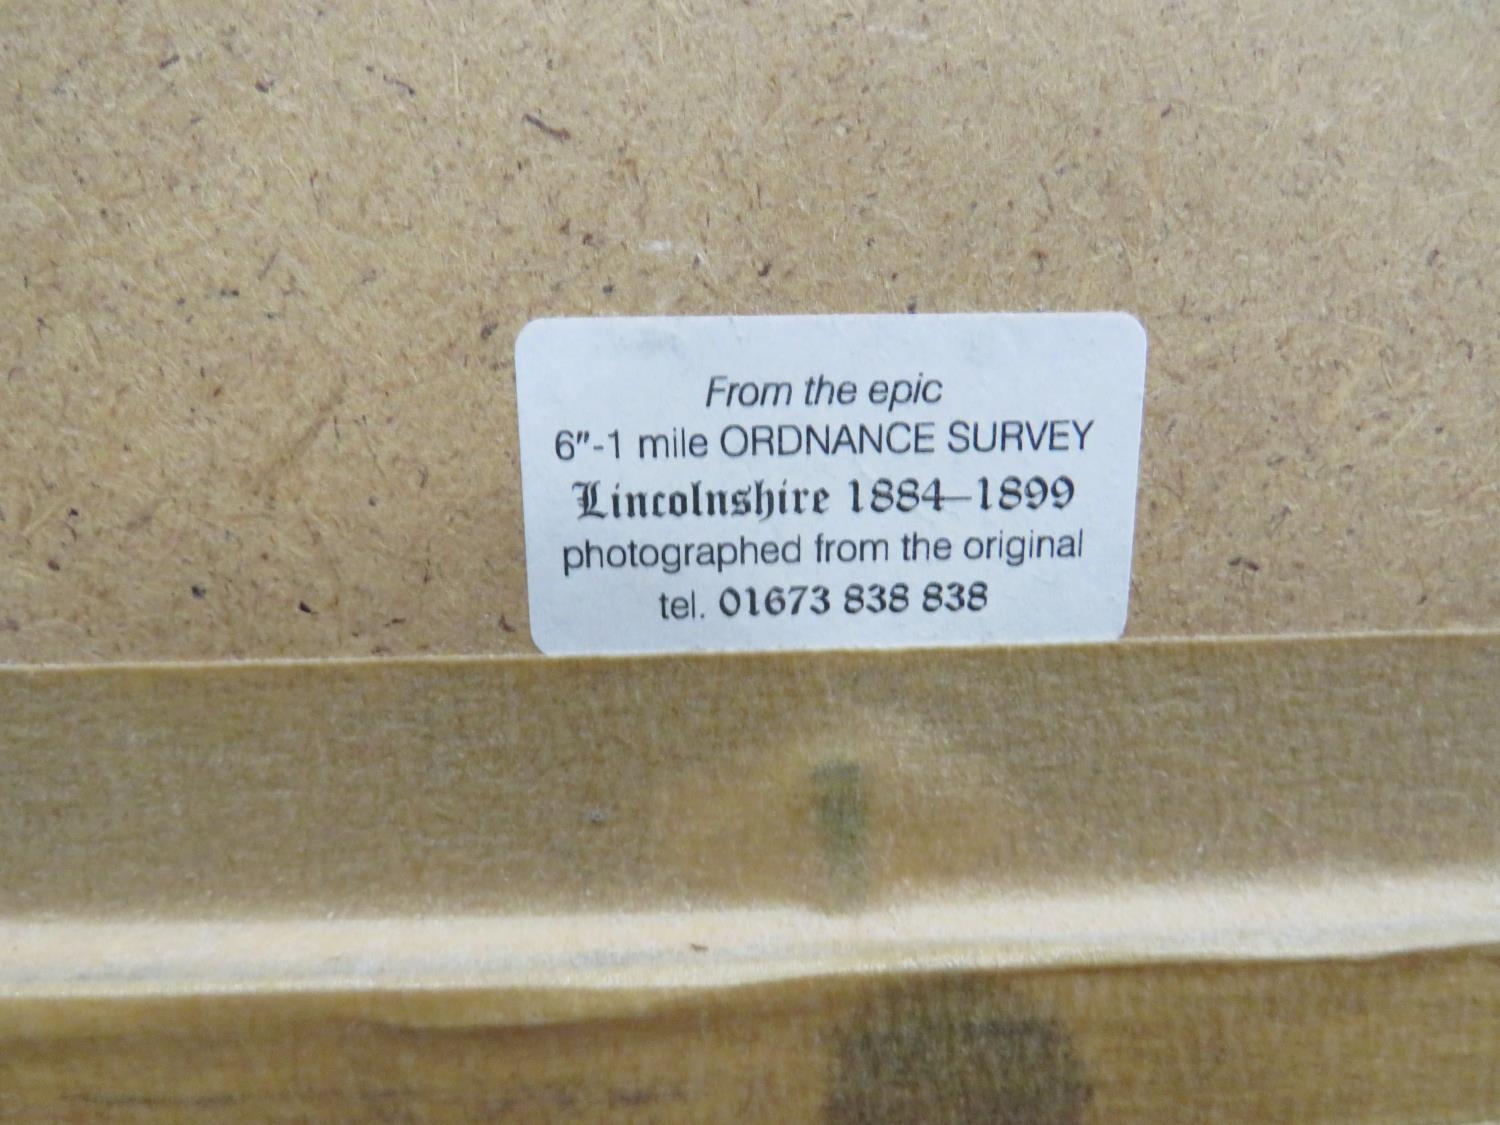 From the epic
6"-1 mile ORDNANCE SURVEY
Lincolnshire 1884–1899
photographed from the original
tel. 01673 838 838